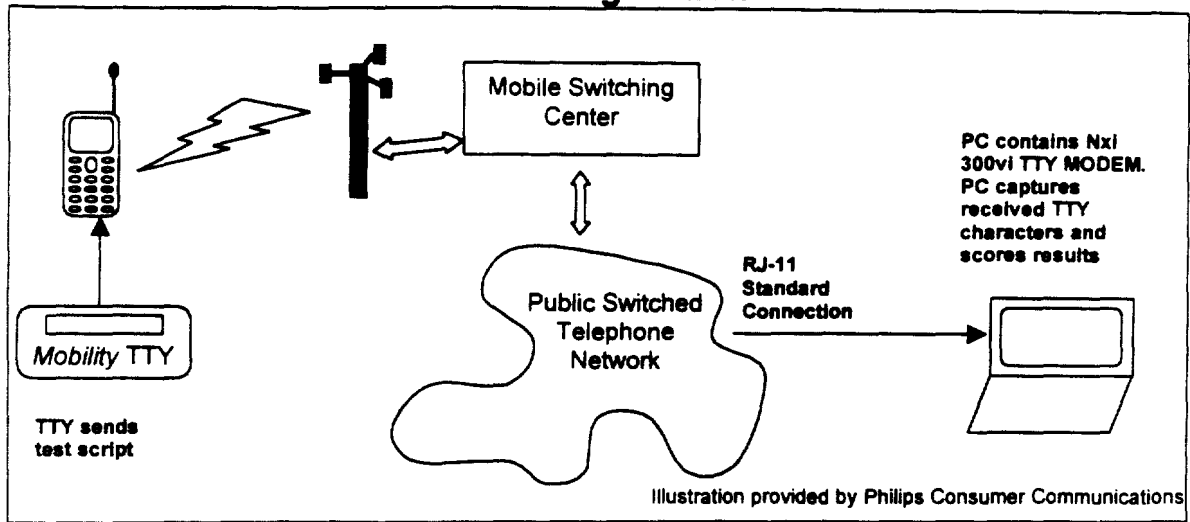 Mobile Switching
Center
PC contains Nxi
300vi TTY MODEM.
PC captures
received TTY
characters and
scores results
RJ-11
Standard
Connection
Public Switched
Telephone
Network
Mobility TTY
TTY sends
test script
Illustration provided by Philips Consumer Communications